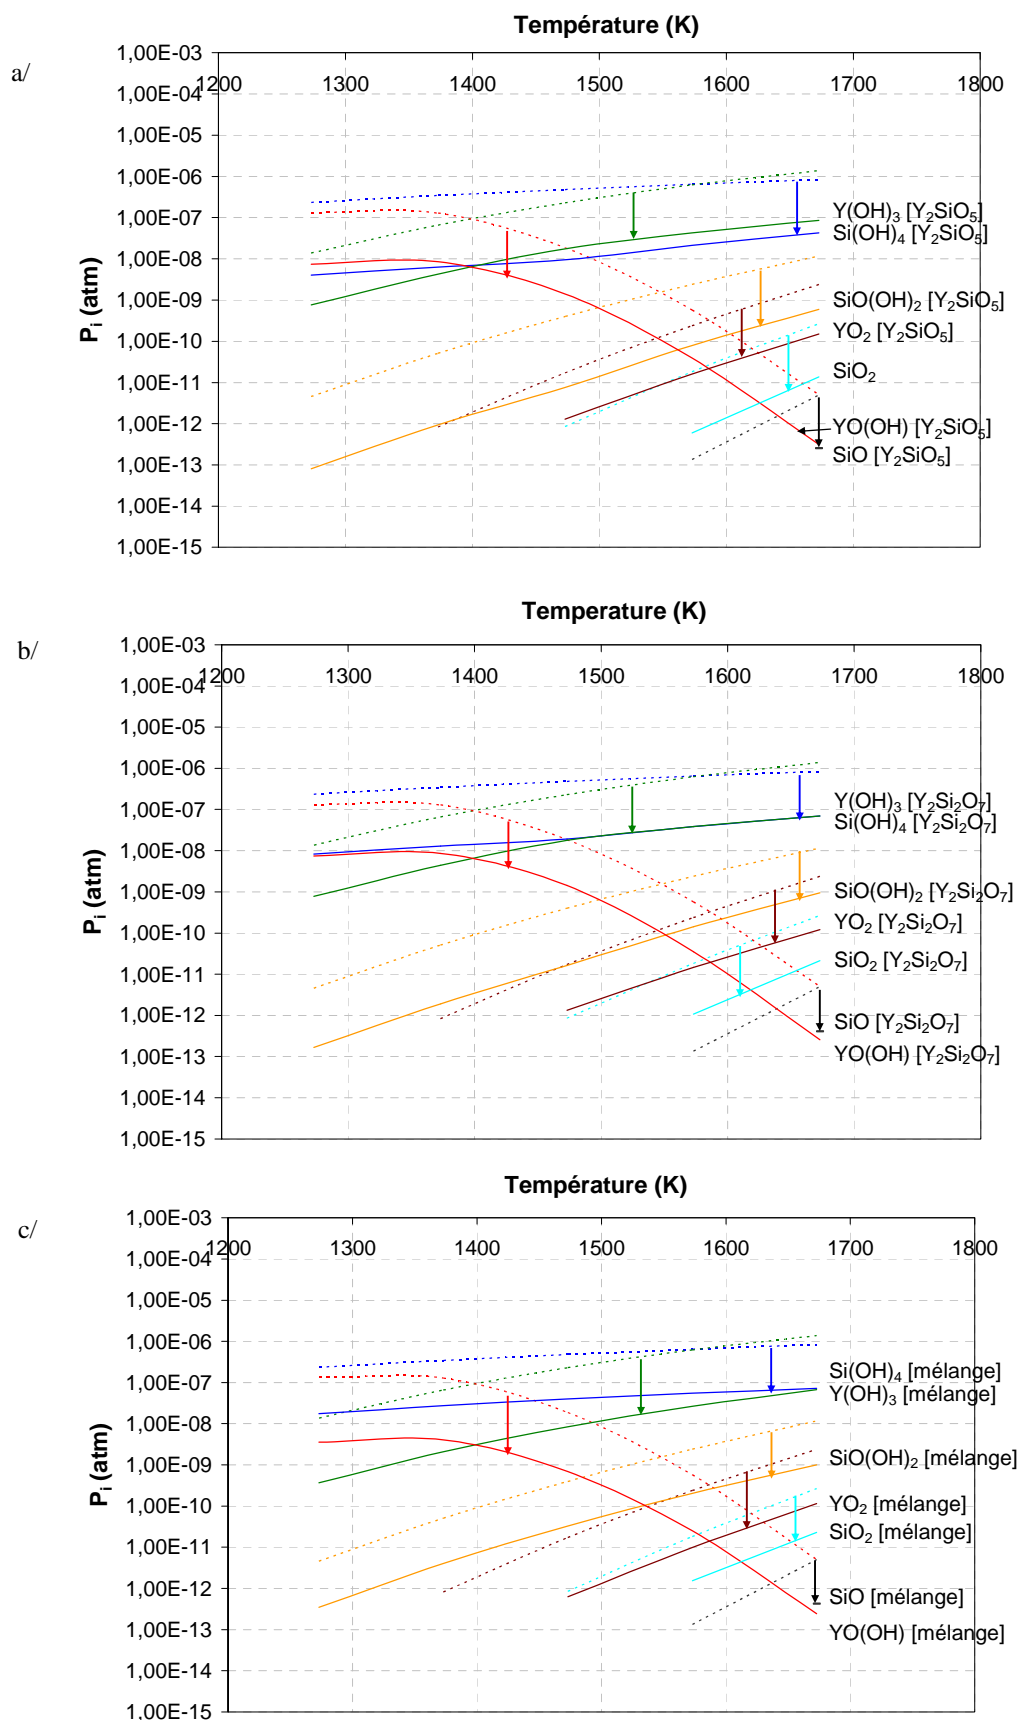 Température (K)
a/
1,00E-03
1200 1300 1400 1500 1600 1700 1800
1,00E-04
1,00E-05
1,00E-06
1,00E-07
1,00E-08
1,00E-09
1,00E-10
1,00E-11
1,00E-12
1,00E-13
1,00E-14
1,00E-15
Pi (atm)
Y(OH)3 [Y2SiO5]
Si(OH)4 [Y2SiO5]
SiO(OH)2 [Y2SiO5]
YO2 [Y2SiO5]
SiO2
YO(OH) [Y2SiO5]
SiO [Y2SiO5]
Temperature (K)
b/
1,00E-03
1200 1300 1400 1500 1600 1700 1800
1,00E-04
1,00E-05
1,00E-06
1,00E-07
1,00E-08
1,00E-09
1,00E-10
1,00E-11
1,00E-12
1,00E-13
1,00E-14
1,00E-15
Pi (atm)
Y(OH)3 [Y2Si2O7]
Si(OH)4 [Y2Si2O7]
SiO(OH)2 [Y2Si2O7]
YO2 [Y2Si2O7]
SiO2 [Y2Si2O7]
SiO [Y2Si2O7]
YO(OH) [Y2Si2O7]
Température (K)
c/
1,00E-03
1200 1300 1400 1500 1600 1700 1800
1,00E-04
1,00E-05
1,00E-06
1,00E-07
1,00E-08
1,00E-09
1,00E-10
1,00E-11
1,00E-12
1,00E-13
1,00E-14
1,00E-15
Pi (atm)
Si(OH)4 [mélange]
Y(OH)3 [mélange]
SiO(OH)2 [mélange]
YO2 [mélange]
SiO2 [mélange]
SiO [mélange]
YO(OH) [mélange]